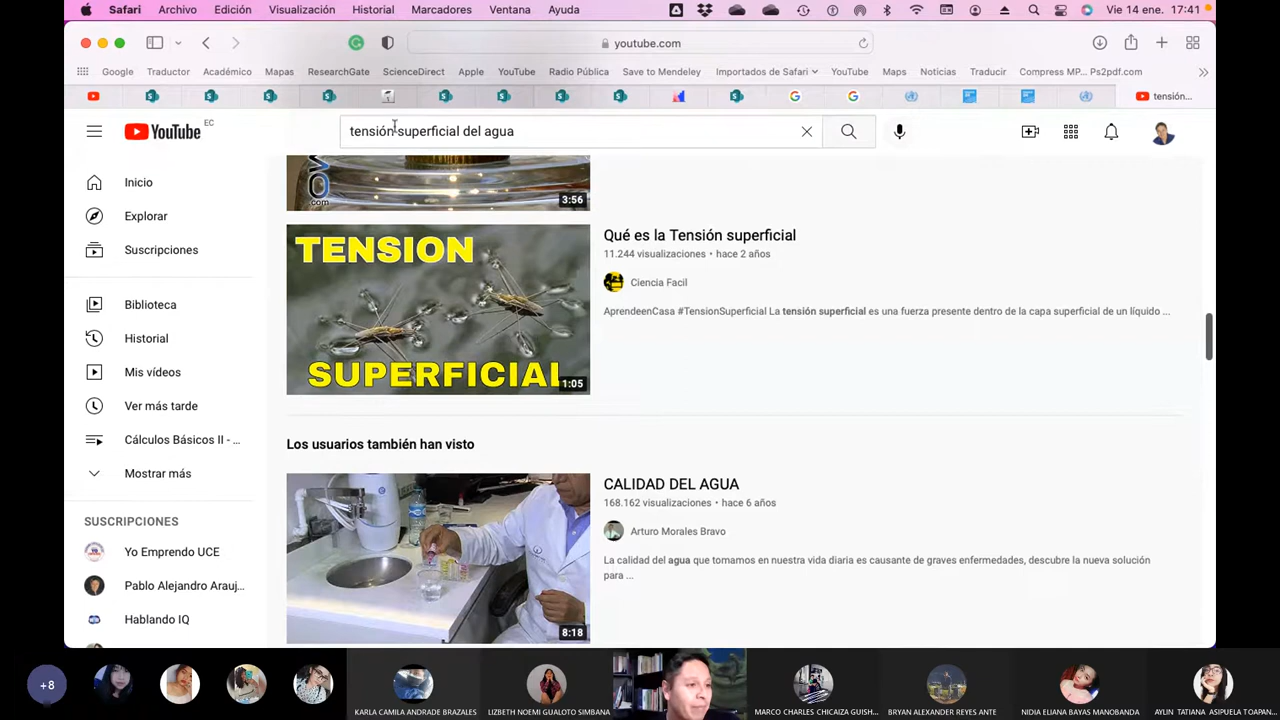 Safari Archivo Edición Visualización Historial Marcadores Ventana Ayuda Vie 14 ene. 17:41
youtube.com
Google Traductor Académico Mapas ResearchGate ScienceDirect Apple YouTube Radio Pública Save to Mendeley Importados de Safari YouTube Maps Noticias Traducir Compress MP... Ps2pdf.com
tensión...
YouTube EC
tensión superficial del agua
Inicio
Explorar
Suscripciones
Biblioteca
Historial
Mis vídeos
Ver más tarde
Cálculos Básicos II - ...
Mostrar más
SUSCRIPCIONES
Yo Emprendo UCE
Pablo Alejandro Arauj...
Hablando IQ
.com
3:56
TENSION
SUPERFICIAL
1:05
Qué es la Tensión superficial
11.244 visualizaciones • hace 2 años
Ciencia Facil
AprendeenCasa #TensionSuperficial La tensión superficial es una fuerza presente dentro de la capa superficial de un líquido ...
Los usuarios también han visto
8:18
CALIDAD DEL AGUA
168.162 visualizaciones • hace 6 años
Arturo Morales Bravo
La calidad del agua que tomamos en nuestra vida diaria es causante de graves enfermedades, descubre la nueva solución
para ...
+8
KARLA CAMILA ANDRADE BRAZALES
LIZBETH NOEMI GUALOTO SIMBANA
MARCO CHARLES CHICAIZA GUISH...
BRYAN ALEXANDER REYES ANTE
NIDIA ELIANA BAYAS MANOBANDA
AYLIN TATIANA ASIPUELA TOAPAN...